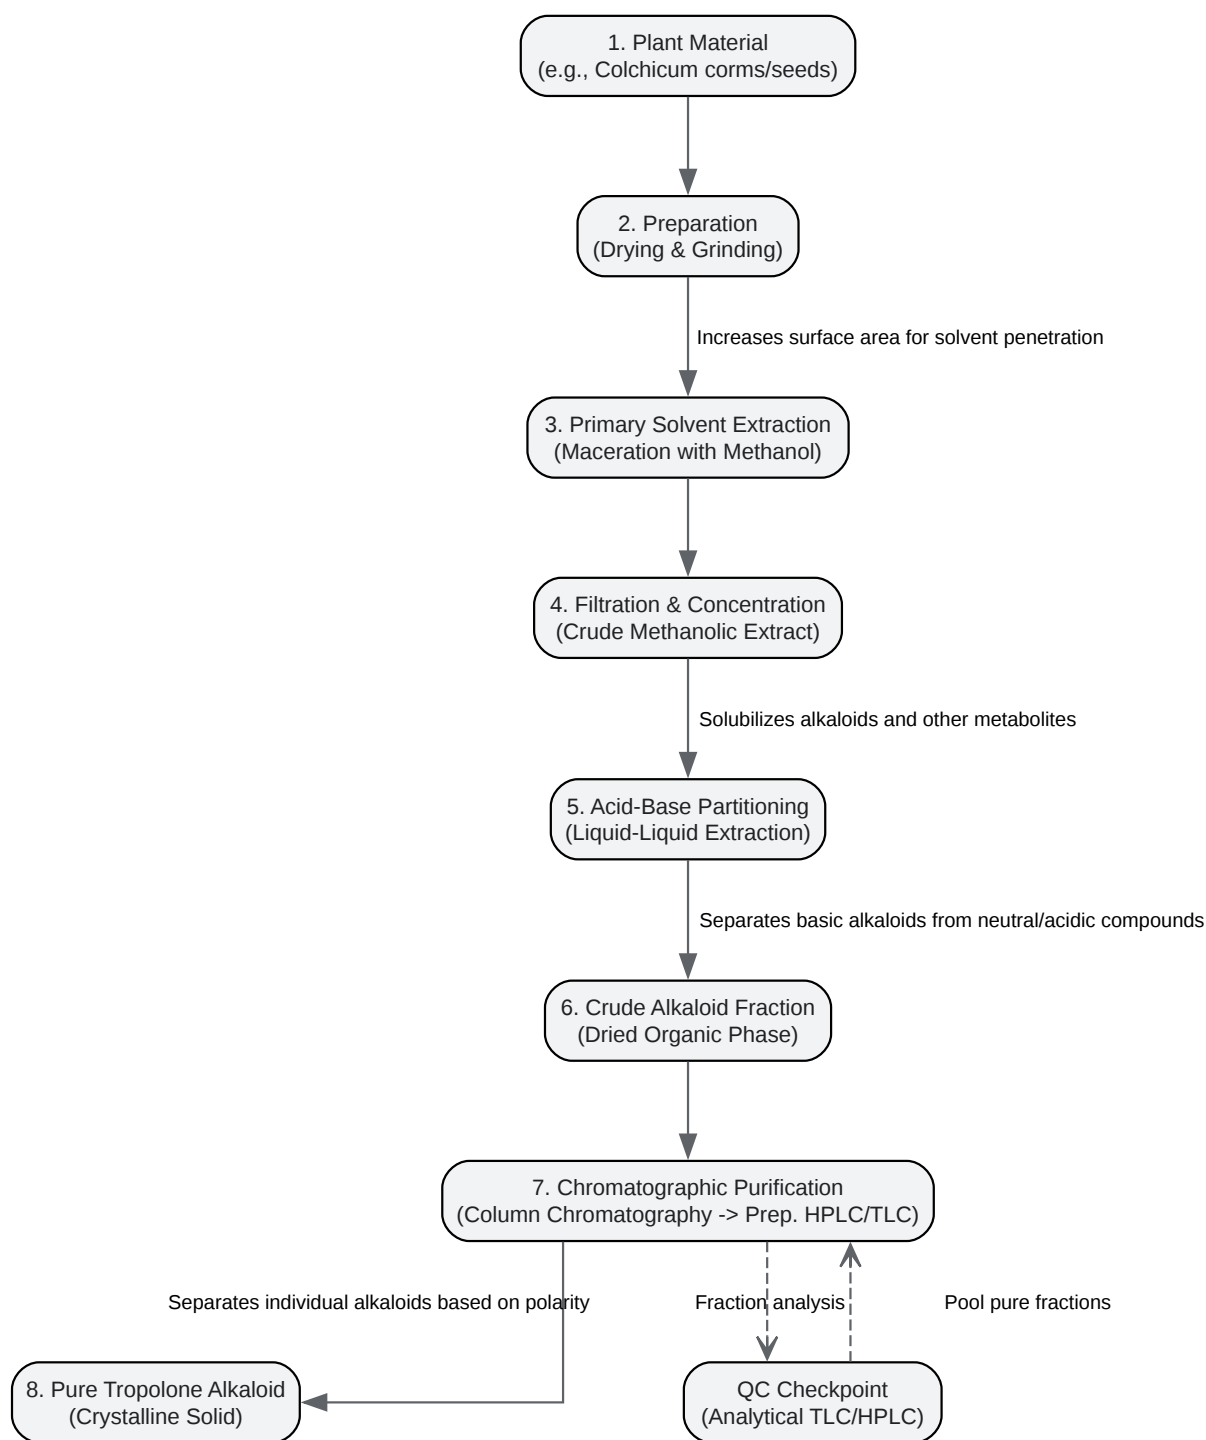 1. Plant Material
(e.g., Colchicum corms/seeds)
2. Preparation
(Drying & Grinding)
Increases surface area for solvent penetration
3. Primary Solvent Extraction
(Maceration with Methanol)
4. Filtration & Concentration
(Crude Methanolic Extract)
Solubilizes alkaloids and other metabolites
5. Acid-Base Partitioning
(Liquid-Liquid Extraction)
Separates basic alkaloids from neutral/acidic compounds
6. Crude Alkaloid Fraction
(Dried Organic Phase)
7. Chromatographic Purification
(Column Chromatography -> Prep. HPLC/TLC)
Separates individual alkaloids based on polarity
Fraction analysis
Pool pure fractions
8. Pure Tropolone Alkaloid
(Crystalline Solid)
QC Checkpoint
(Analytical TLC/HPLC)